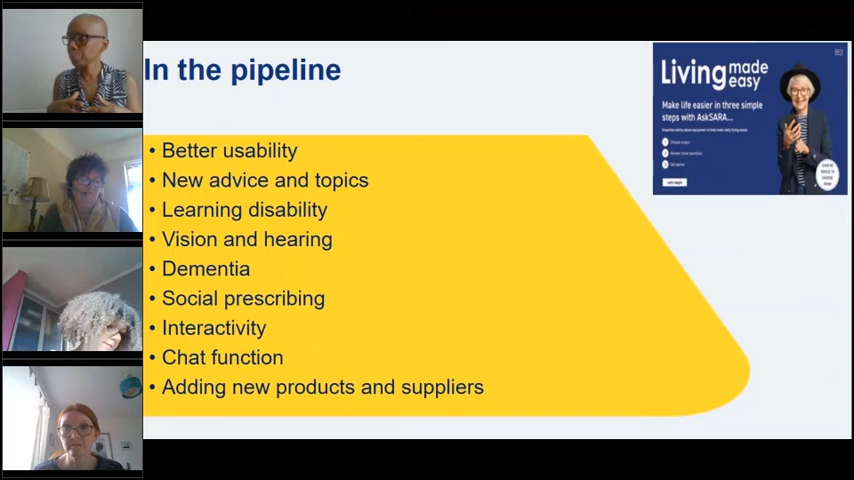 In the pipeline
• Better usability
• New advice and topics
• Learning disability
• Vision and hearing
• Dementia
• Social prescribing
• Interactivity
• Chat function
• Adding new products and suppliers
Living made easy
Make life easier in three simple
steps with AskSARA...